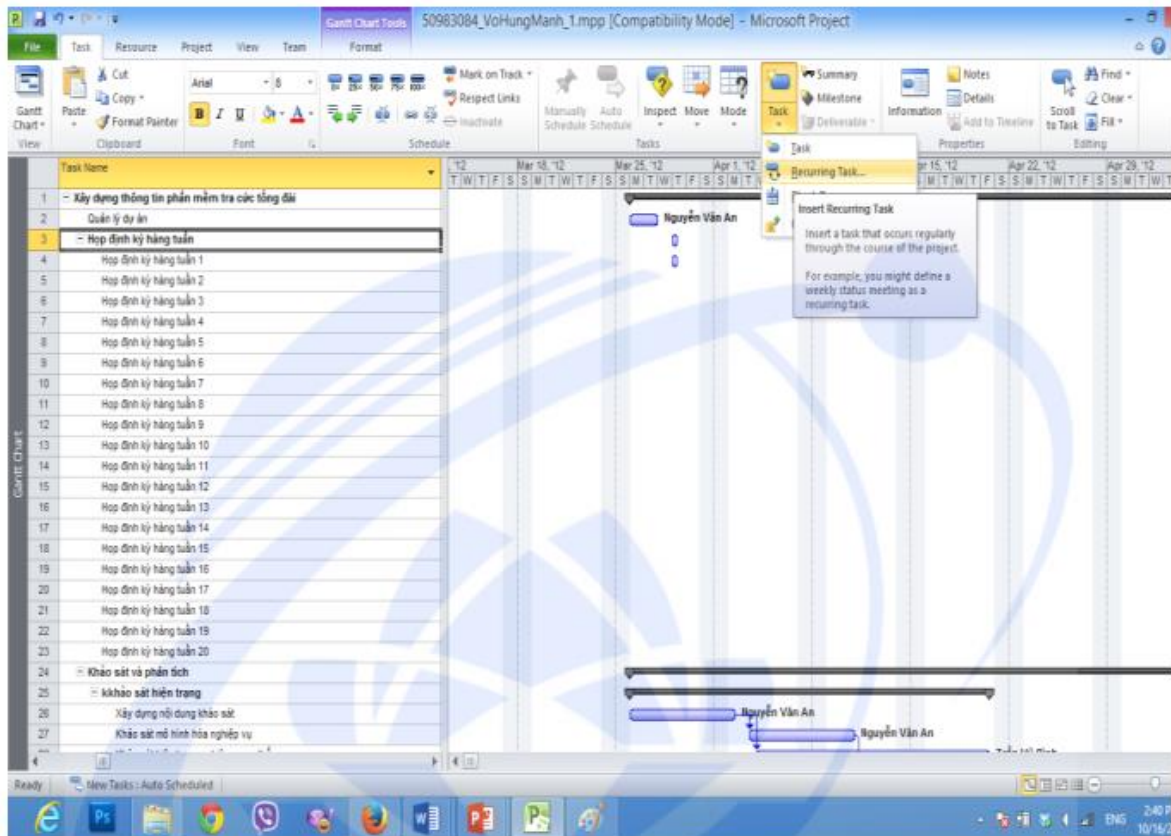 Gantt Chart Tools
50983084_VoHungManh_1.mpp [Compatibility Mode] - Microsoft Project
File Task Resource Project View Team Format
Cut
Copy
Format Painter
Paste
Gantt Chart
Arial 8
B I U
Mark on Track
Respect Links
Inactivate
Manually Schedule
Auto Schedule
Inspect Move Mode
Task
Summary
Milestone
Deliverable
Information
Notes
Details
Add to Timeline
Scroll to Task
Find
Clear
Fill
View Clipboard Font Schedule Tasks Properties Editing
Task
Recurring Task...
Insert Recurring Task
Insert a task that occurs regularly
through the course of the project.
For example, you might define a
weekly status meeting as a
recurring task.
Task Name
'12 Mar 18, '12 Mar 25, '12 Apr 1, '12 pr 15, '12 Apr 22, '12 Apr 29, '12
1 Xây dựng thông tin phần mềm tra cức tổng đài
2 Quản lý dự án
Nguyễn Văn An
3 Họp định kỳ hàng tuần
4 Họp định kỳ hàng tuần 1
5 Họp định kỳ hàng tuần 2
6 Họp định kỳ hàng tuần 3
7 Họp định kỳ hàng tuần 4
8 Họp định kỳ hàng tuần 5
9 Họp định kỳ hàng tuần 6
10 Họp định kỳ hàng tuần 7
11 Họp định kỳ hàng tuần 8
12 Họp định kỳ hàng tuần 9
13 Họp định kỳ hàng tuần 10
14 Họp định kỳ hàng tuần 11
15 Họp định kỳ hàng tuần 12
16 Họp định kỳ hàng tuần 13
17 Họp định kỳ hàng tuần 14
18 Họp định kỳ hàng tuần 15
19 Họp định kỳ hàng tuần 16
20 Họp định kỳ hàng tuần 17
21 Họp định kỳ hàng tuần 18
22 Họp định kỳ hàng tuần 19
23 Họp định kỳ hàng tuần 20
24 Khảo sát và phân tích
25 kkhảo sát hiện trạng
26 Xây dựng nội dung khảo sát
Nguyễn Văn An
27 Khảo sát mô hình hóa nghiệp vụ
Nguyễn Văn An
Gantt Chart
Ready New Tasks : Auto Scheduled
ENG
2:40 P
10/16/